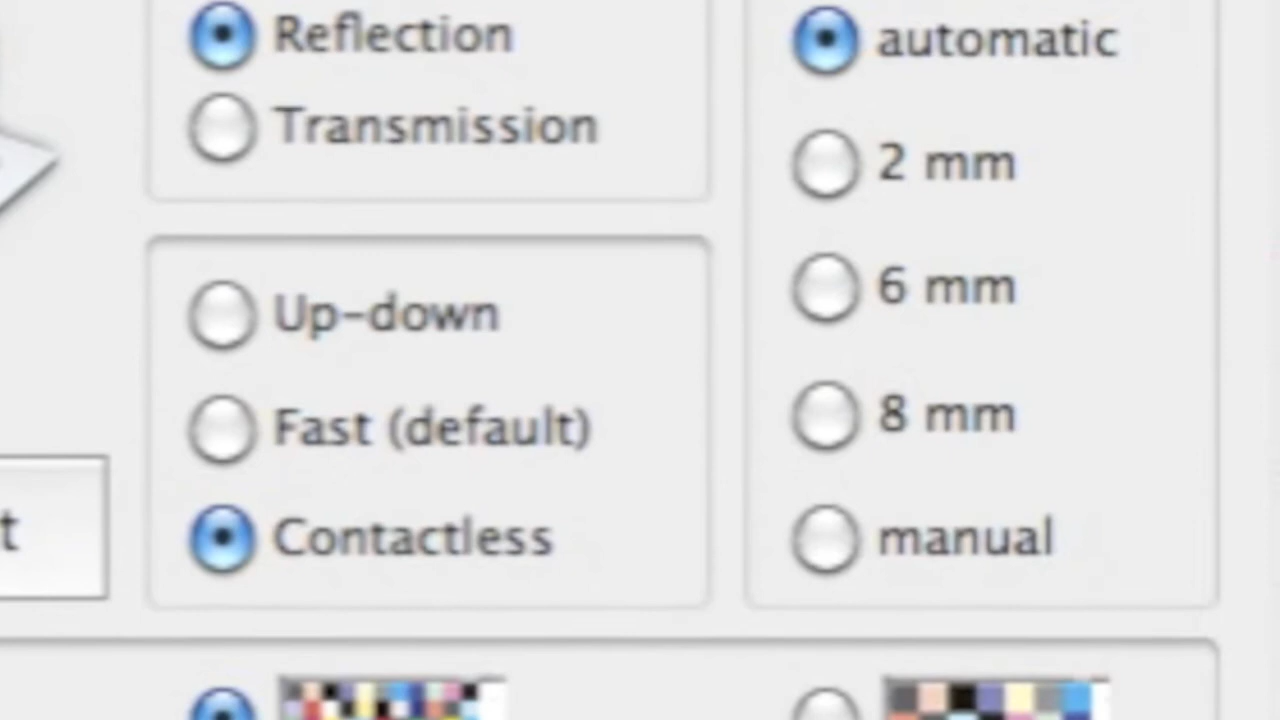 Reflection
Transmission
Up-down
Fast (default)
Contactless
automatic
2 mm
6 mm
8 mm
manual
t